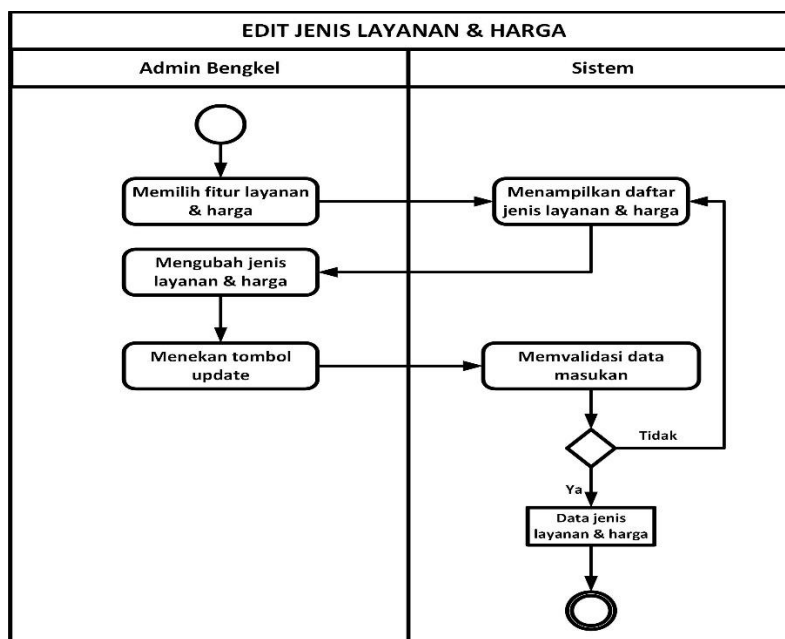 EDIT JENIS LAYANAN & HARGA
Admin Bengkel
Sistem
Memilih fitur layanan
& harga
Menampilkan daftar
jenis layanan & harga
Mengubah jenis
layanan & harga
Menekan tombol
update
Memvalidasi data
masukan
Tidak
Ya
Data jenis
layanan & harga